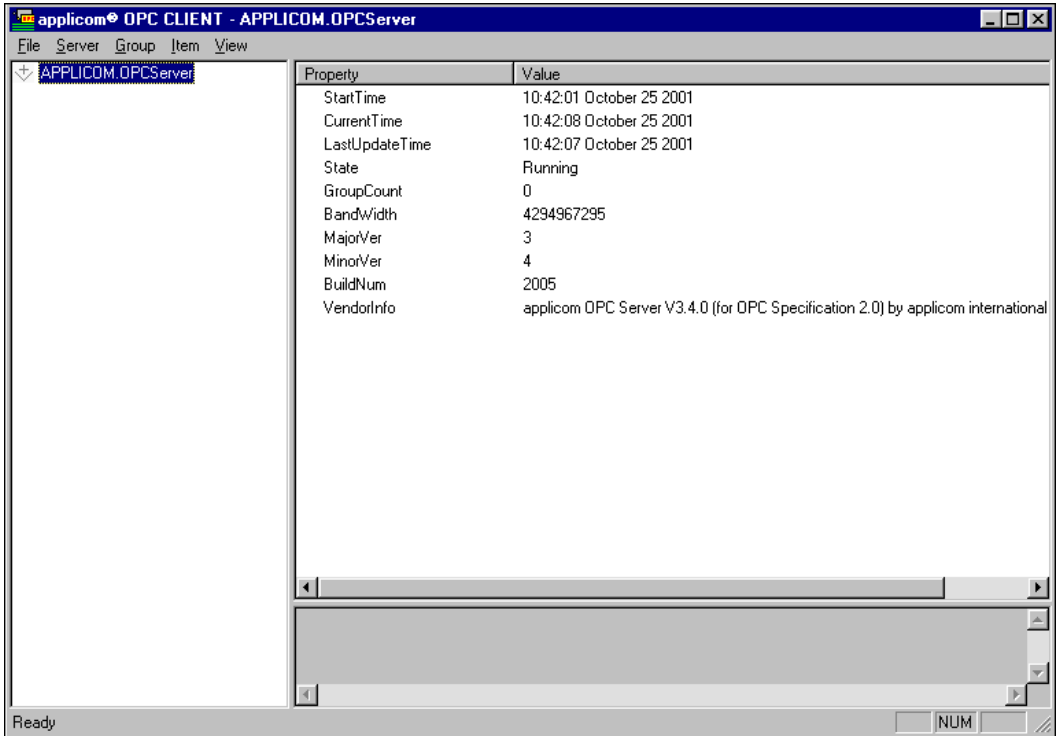 applicom® OPC CLIENT - APPLICOM.OPCServer
File Server Group Item View
APPLICOM.OPCServer
Property Value
StartTime 10:42:01 October 25 2001
CurrentTime 10:42:08 October 25 2001
LastUpdateTime 10:42:07 October 25 2001
State Running
GroupCount 0
BandWidth 4294967295
MajorVer 3
MinorVer 4
BuildNum 2005
VendorInfo applicom OPC Server V3.4.0 (for OPC Specification 2.0) by applicom international
Ready NUM